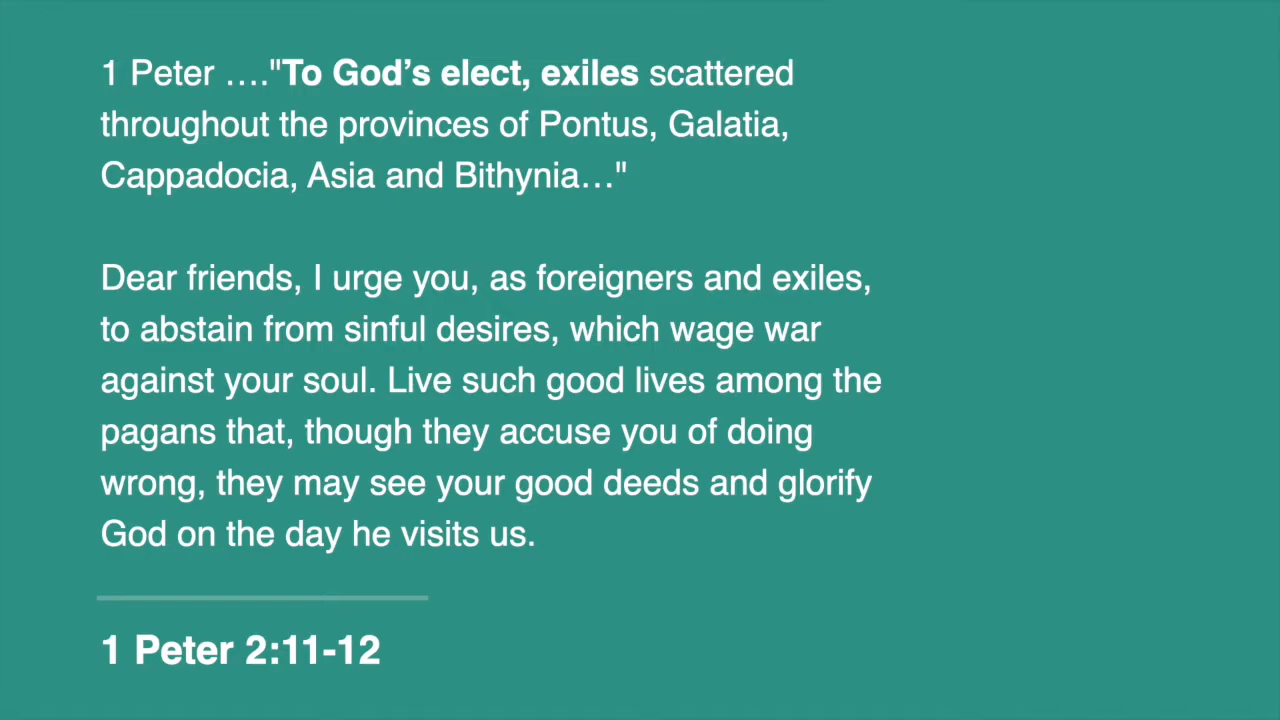 1 Peter ...."To God’s elect, exiles scattered
throughout the provinces of Pontus, Galatia,
Cappadocia, Asia and Bithynia..."
Dear friends, I urge you, as foreigners and exiles,
to abstain from sinful desires, which wage war
against your soul. Live such good lives among the
pagans that, though they accuse you of doing
wrong, they may see your good deeds and glorify
God on the day he visits us.
1 Peter 2:11-12